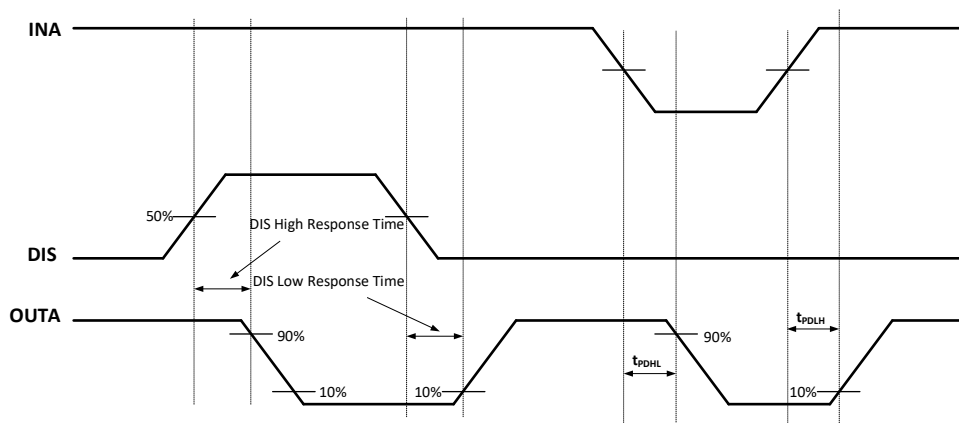 INA
50%
DIS High Response Time
DIS
DIS Low Response Time
OUTA
90%
90%
tPDLH
tPDHL
10%
10%
10%